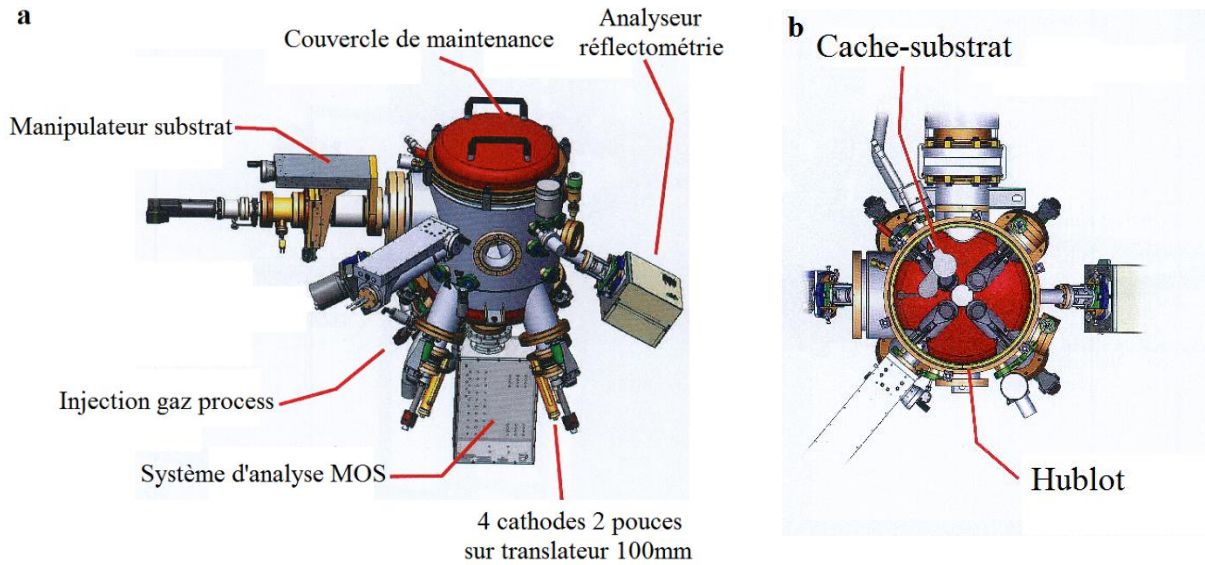 a
Couvercle de maintenance
Analyseur
réflectométrie
Manipulateur substrat
Injection gaz process
Système d'analyse MOS
4 cathodes 2 pouces
sur translateur 100mm
b
Cache-substrat
Hublot